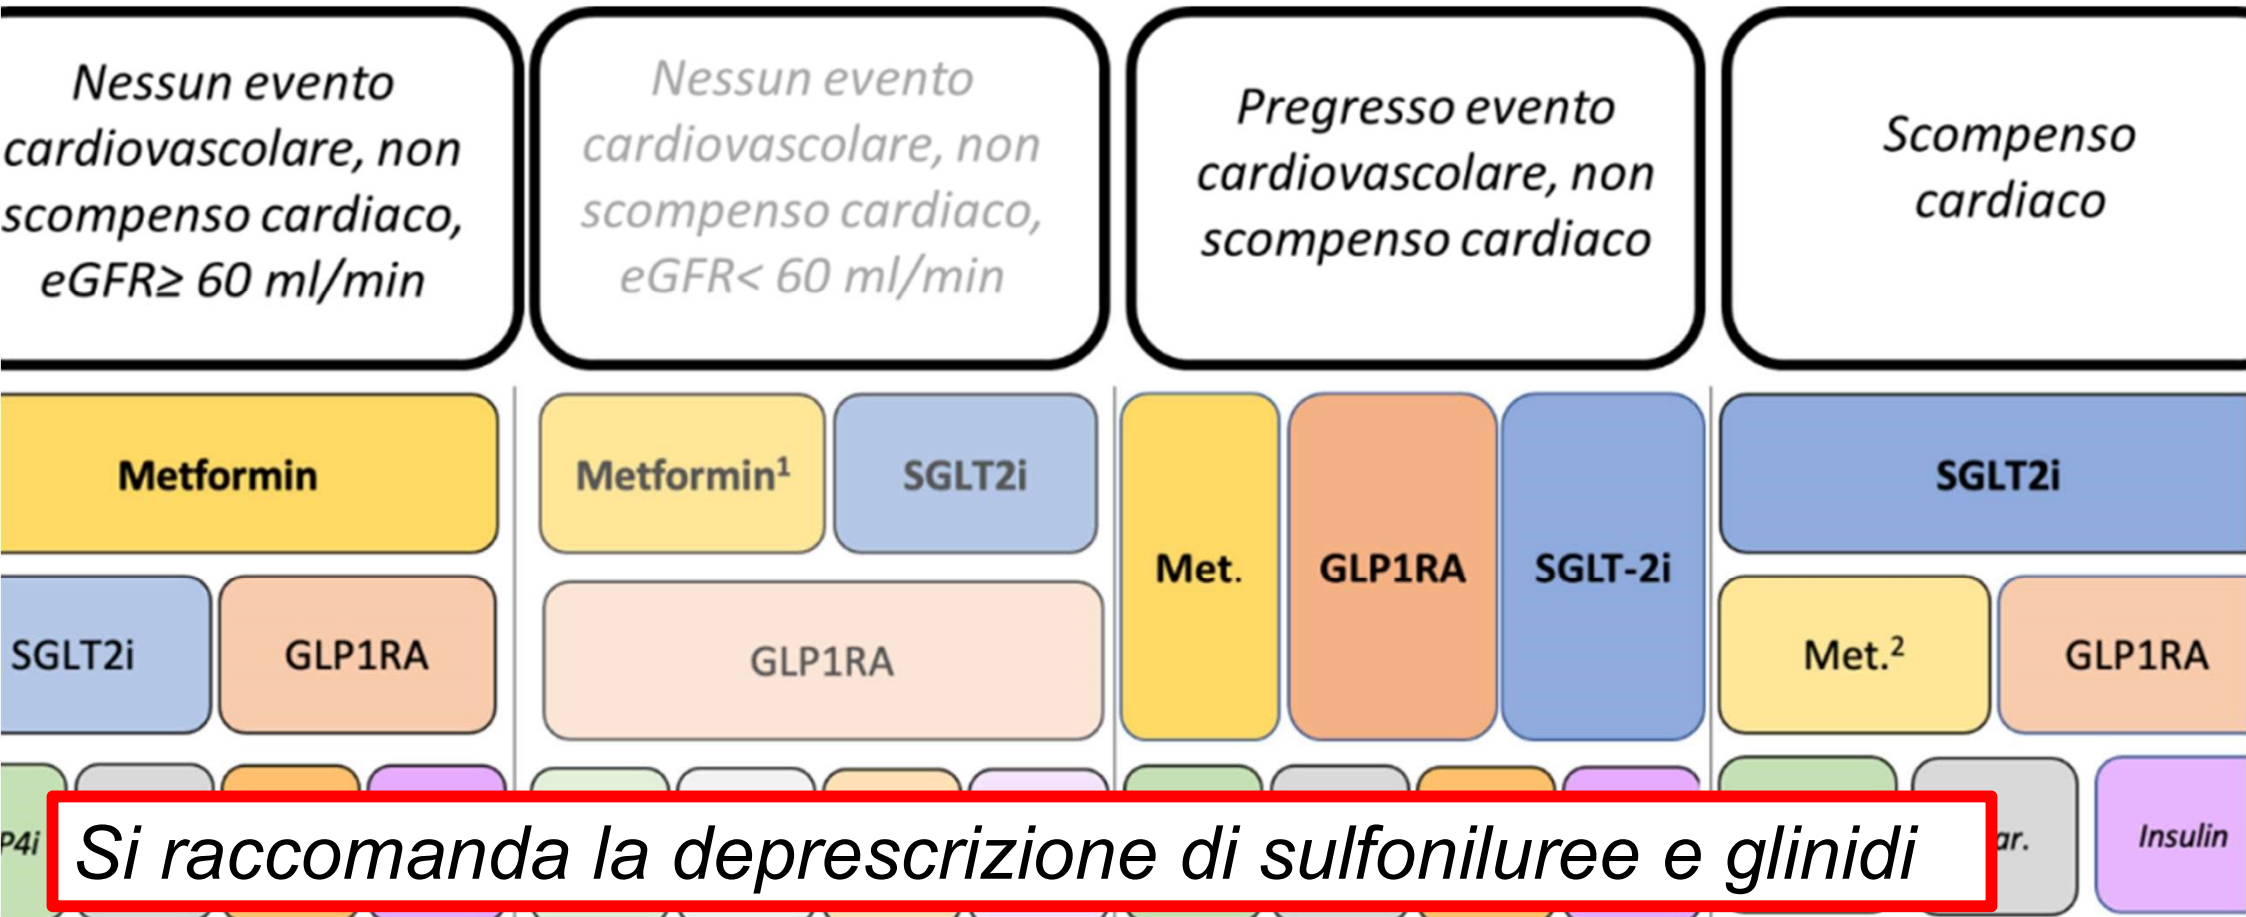 Nessun evento
cardiovascolare, non
scompenso cardiaco,
eGFR≥ 60 ml/min
Nessun evento
cardiovascolare, non
scompenso cardiaco,
eGFR< 60 ml/min
Pregresso evento
cardiovascolare, non
scompenso cardiaco
Scompenso
cardiaco
Metformin
Metformin¹
SGLT2i
Met.
GLP1RA
SGLT-2i
SGLT2i
SGLT2i
GLP1RA
GLP1RA
Met.²
GLP1RA
P4i
Si raccomanda la deprescrizione di sulfoniluree e glinidi
ar.
Insulin